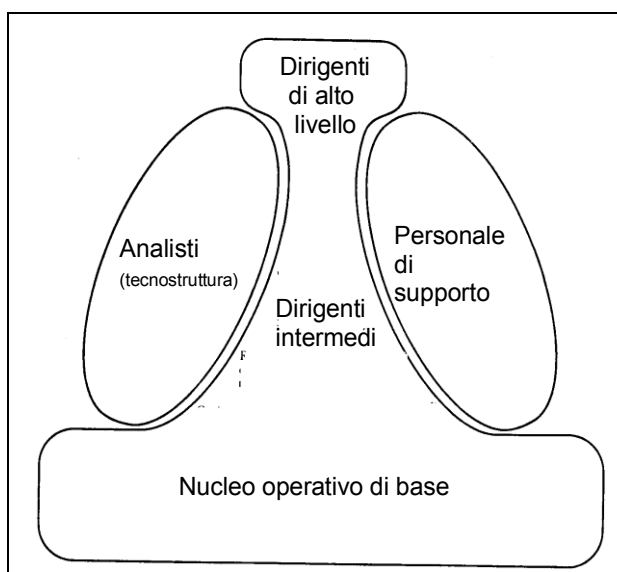 Dirigenti
di alto
livello
Analisti
(tecnostruttura)
Personale
di
supporto
Dirigenti
intermedi
Nucleo operativo di base